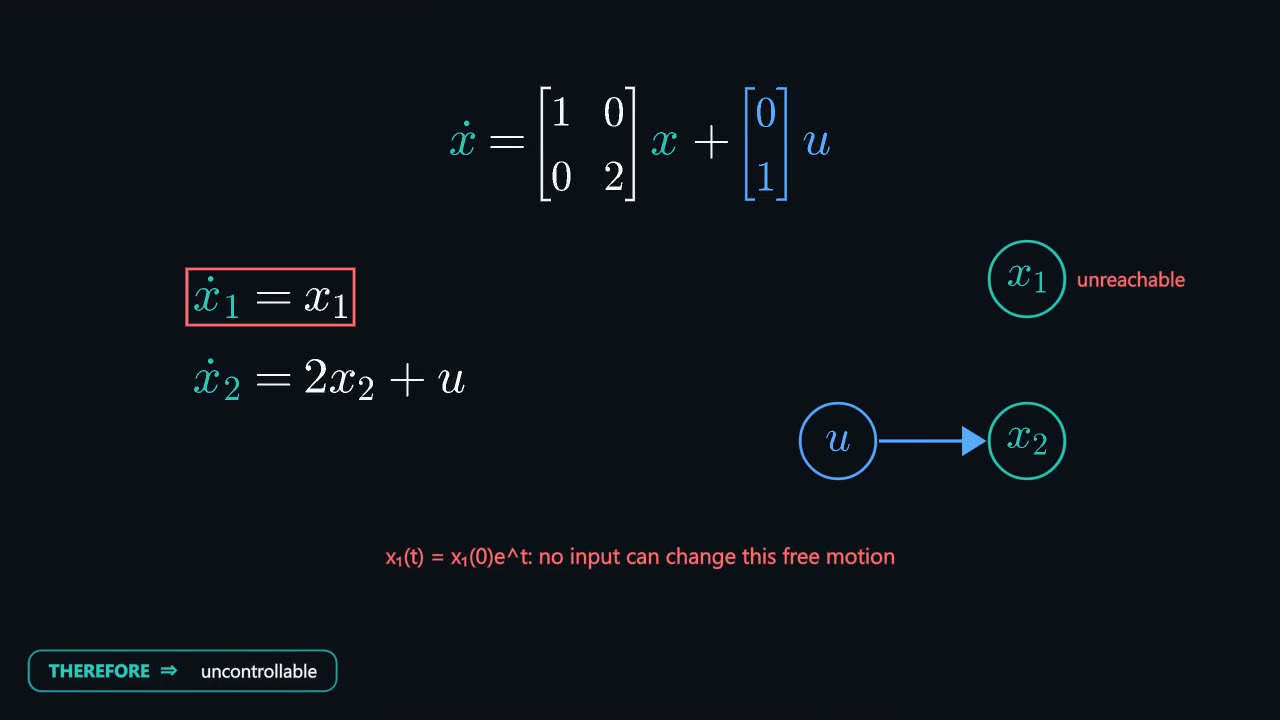 ẋ = [1 0; 0 2] x + [0; 1] u
ẋ₁ = x₁
x₁ unreachable
ẋ₂ = 2x₂ + u
u x₂
x₁(t) = x₁(0)e^t: no input can change this free motion
THEREFORE ⇒ uncontrollable